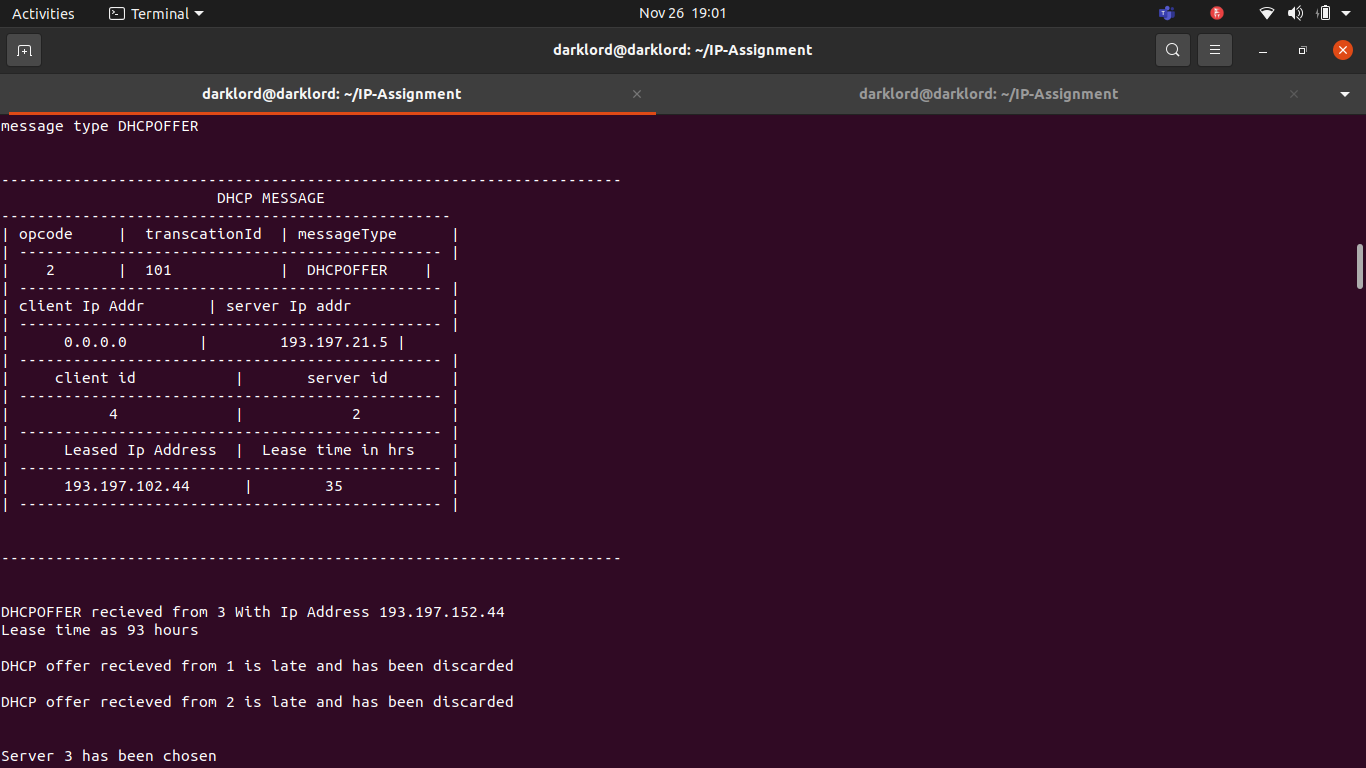 Activities Terminal Nov 26 19:01
darklord@darklord: ~/IP-Assignment
darklord@darklord: ~/IP-Assignment × darklord@darklord: ~/IP-Assignment ×
message type DHCPOFFER
---------------------------------------------------------------------
                        DHCP MESSAGE
--------------------------------------------------
| opcode     |  transcationId  | messageType      |
| ----------------------------------------------- |
|    2       |  101            |  DHCPOFFER    |
| ----------------------------------------------- |
| client Ip Addr       | server Ip addr           |
| ----------------------------------------------- |
|      0.0.0.0        |        193.197.21.5 |
| ----------------------------------------------- |
|     client id           |       server id       |
| ----------------------------------------------- |
|           4             |            2          |
| ----------------------------------------------- |
|      Leased Ip Address  |  Lease time in hrs    |
| ----------------------------------------------- |
|      193.197.102.44      |        35            |
| ----------------------------------------------- |
---------------------------------------------------------------------
DHCPOFFER recieved from 3 With Ip Address 193.197.152.44
Lease time as 93 hours
DHCP offer recieved from 1 is late and has been discarded
DHCP offer recieved from 2 is late and has been discarded
Server 3 has been chosen